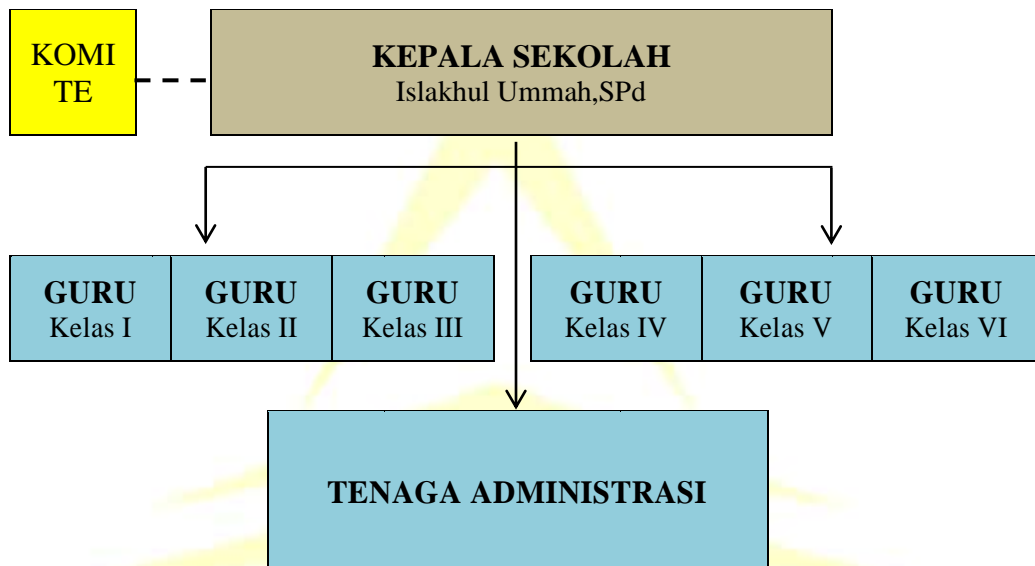 KOMI
TE
KEPALA SEKOLAH
Islakhul Ummah,SPd
GURU
Kelas I
GURU
Kelas II
GURU
Kelas III
GURU
Kelas IV
GURU
Kelas V
GURU
Kelas VI
TENAGA ADMINISTRASI